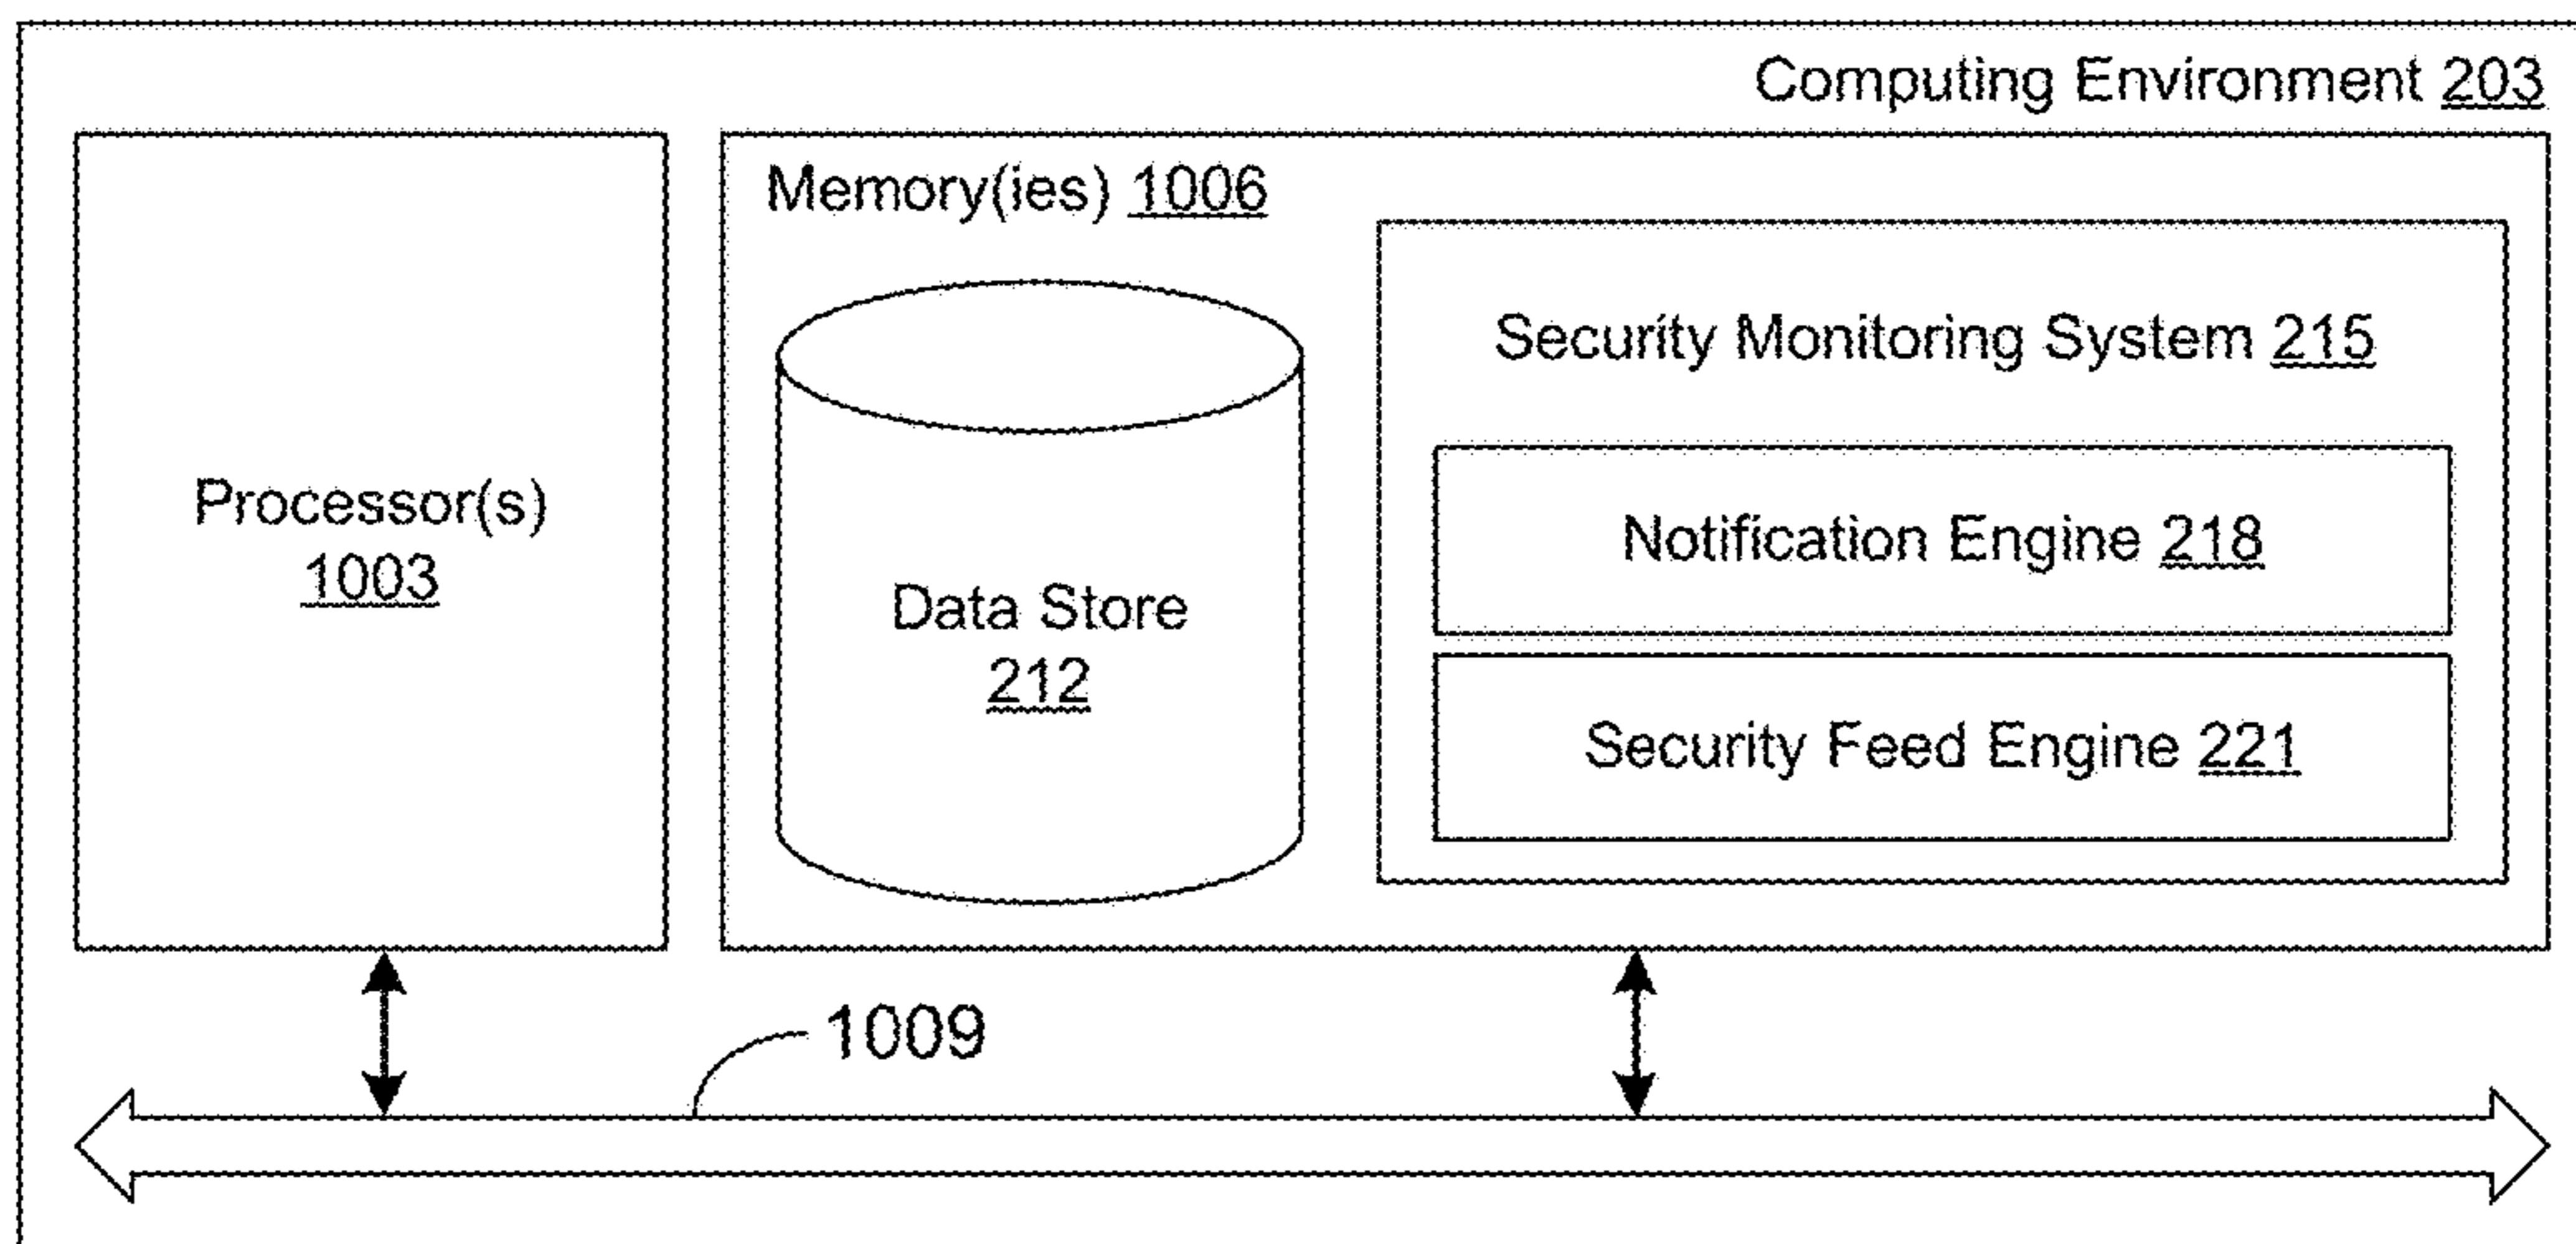 Computing Environment 203
Memory(ies) 1006
Security Monitoring System 215
Processor(s)
1003
Notification Engine 218
Data Store
212
Security Feed Engine 221
1009